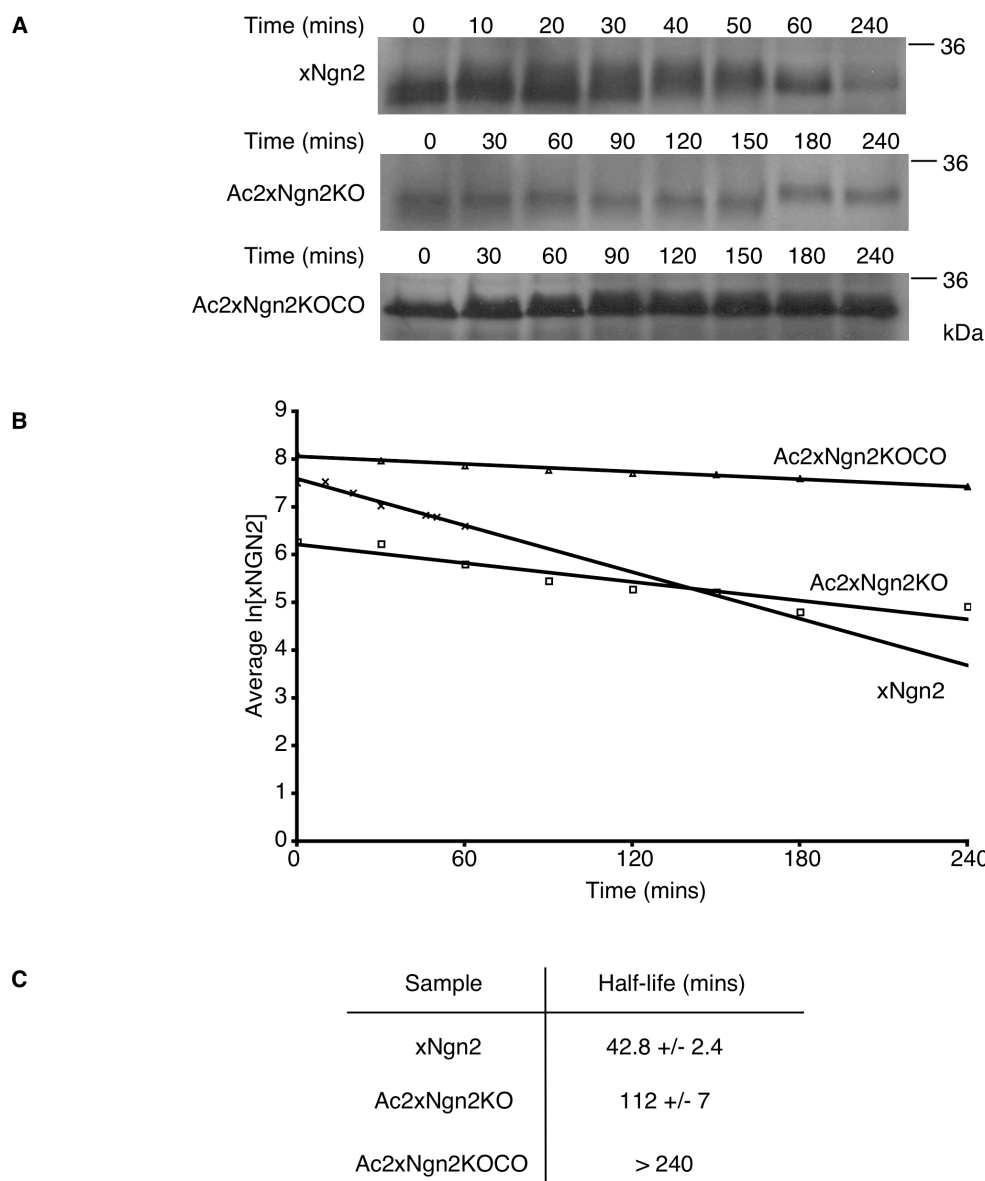 A
Time (mins) 0 10 20 30 40 50 60 240
36
xNgn2
Time (mins) 0 30 60 90 120 150 180 240
36
Ac2xNgn2KO
Time (mins) 0 30 60 90 120 150 180 240
36
Ac2xNgn2KOCO
kDa
B
9
8
7
6
5
4
3
2
1
0
Average ln[xNGN2]
Ac2xNgn2KOCO
Ac2xNgn2KO
xNgn2
0 60 120 180 240
Time (mins)
C
Sample Half-life (mins)
xNgn2 42.8 +/- 2.4
Ac2xNgn2KO 112 +/- 7
Ac2xNgn2KOCO > 240